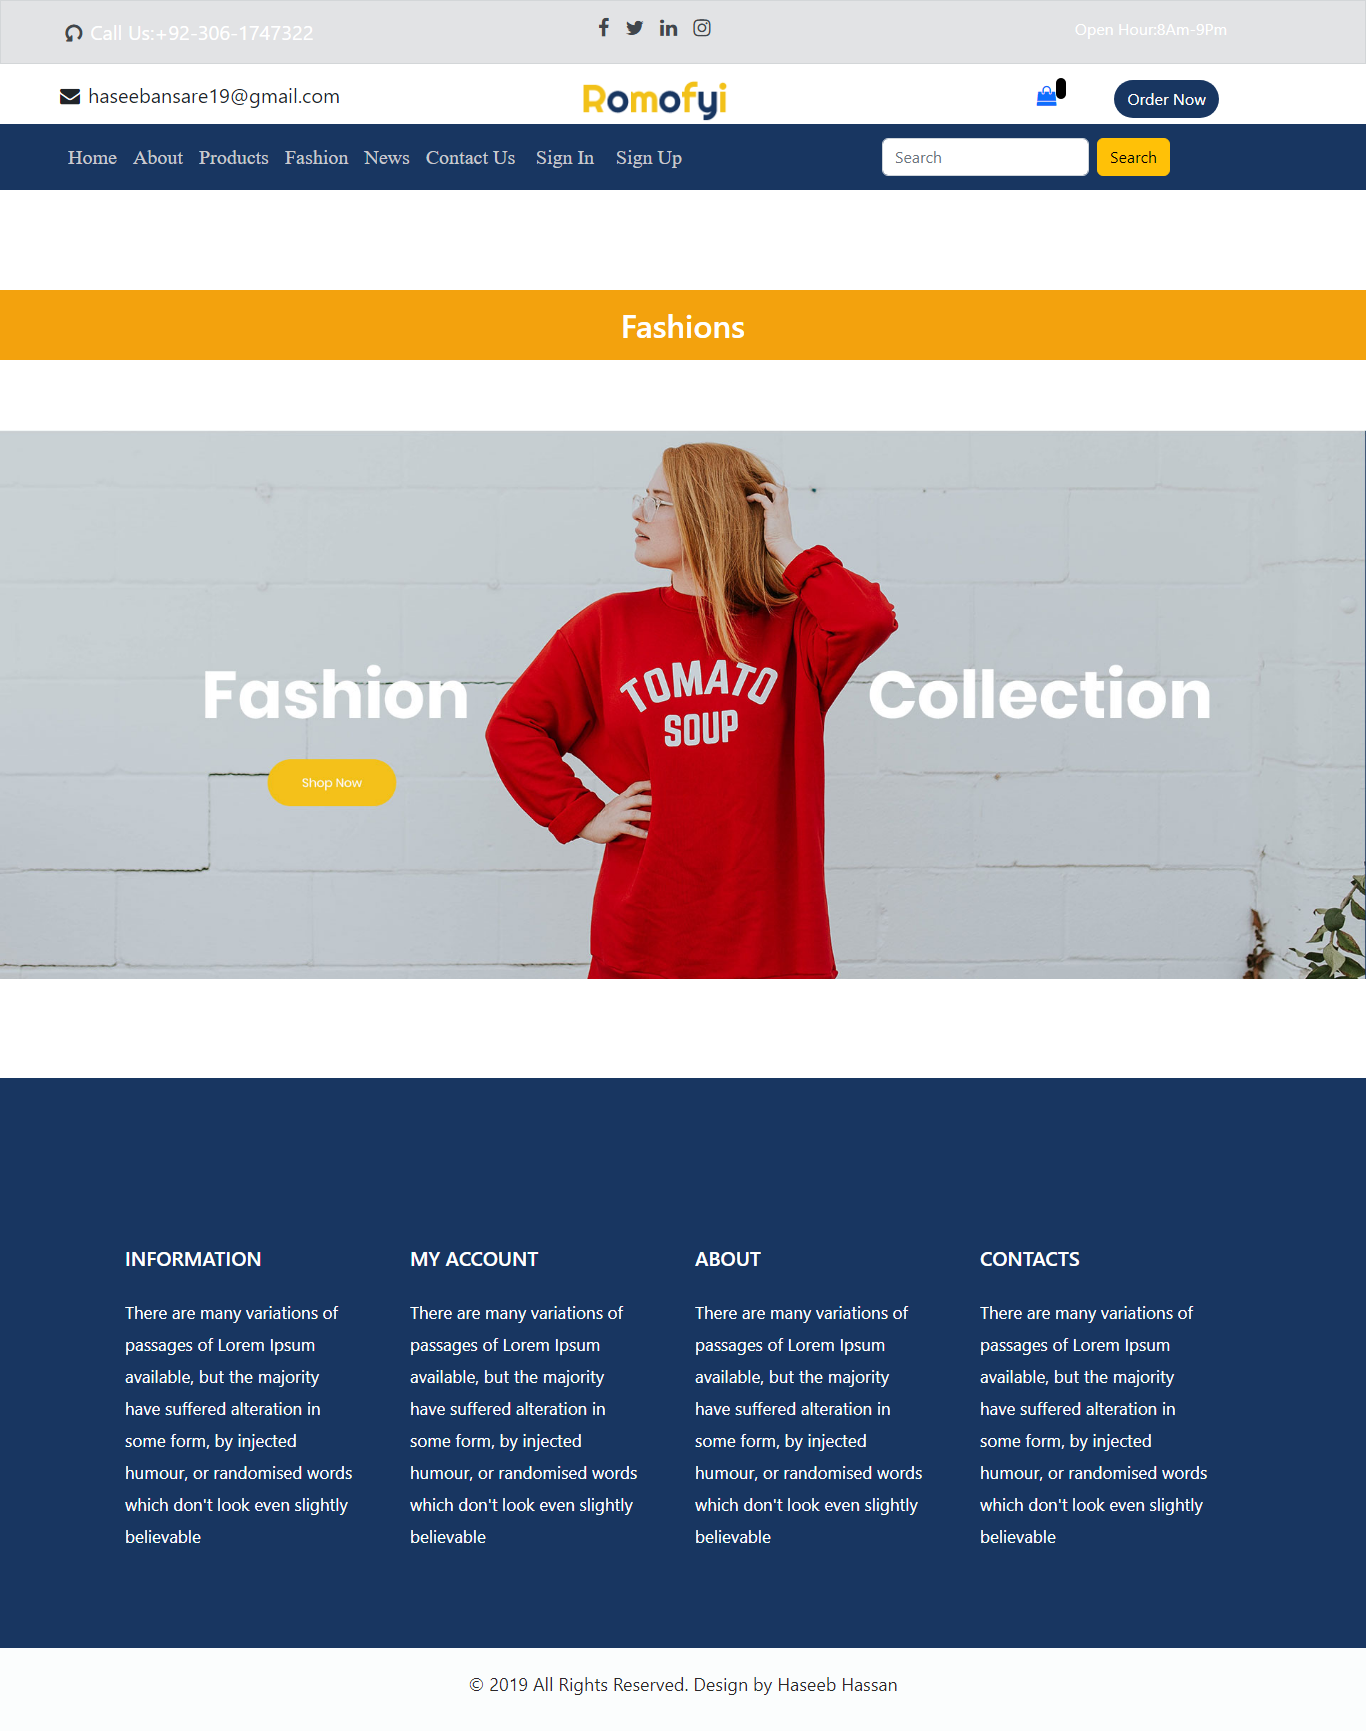 Call Us:+92-306-1747322
Open Hour:8Am-9Pm
haseebansare19@gmail.com
Romofyi
Order Now
Home About Products Fashion News Contact Us Sign In Sign Up
Search
Search
Fashions
Fashion
Collection
TOMATO
SOUP
Shop Now
INFORMATION
There are many variations of
passages of Lorem Ipsum
available, but the majority
have suffered alteration in
some form, by injected
humour, or randomised words
which don't look even slightly
believable
MY ACCOUNT
There are many variations of
passages of Lorem Ipsum
available, but the majority
have suffered alteration in
some form, by injected
humour, or randomised words
which don't look even slightly
believable
ABOUT
There are many variations of
passages of Lorem Ipsum
available, but the majority
have suffered alteration in
some form, by injected
humour, or randomised words
which don't look even slightly
believable
CONTACTS
There are many variations of
passages of Lorem Ipsum
available, but the majority
have suffered alteration in
some form, by injected
humour, or randomised words
which don't look even slightly
believable
© 2019 All Rights Reserved. Design by Haseeb Hassan